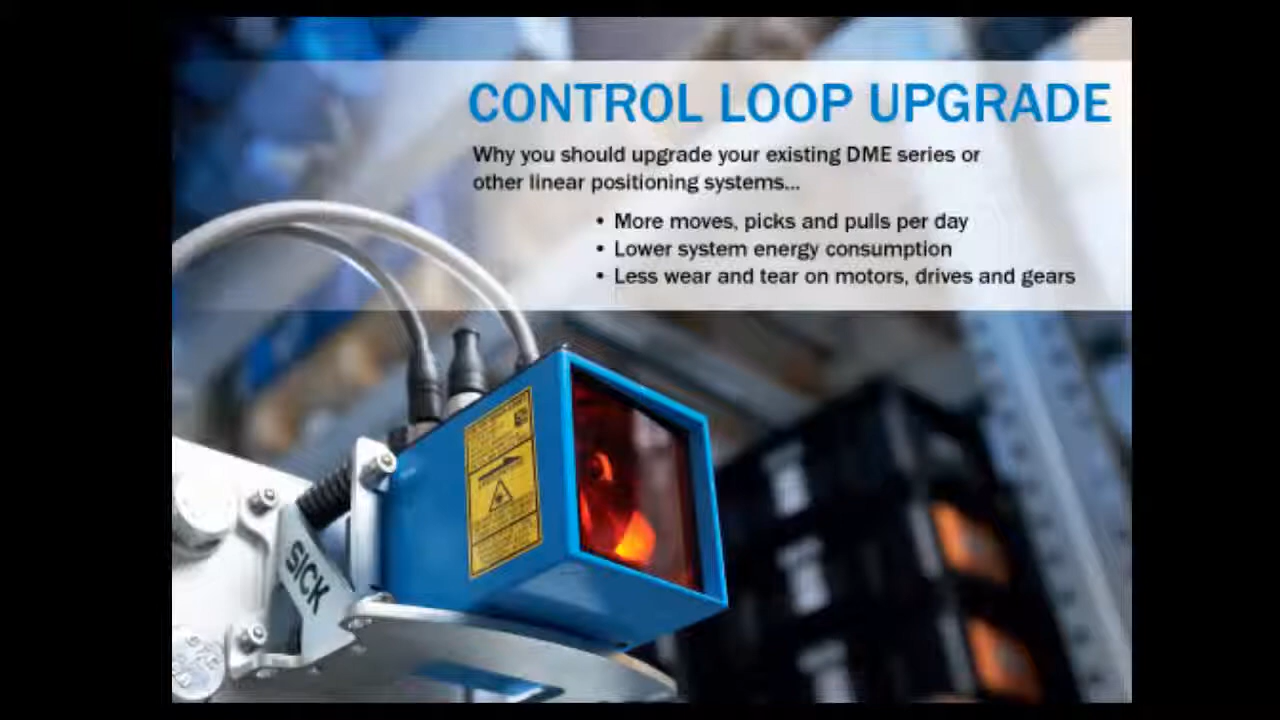 CONTROL LOOP UPGRADE
Why you should upgrade your existing DME series or
other linear positioning systems...
• More moves, picks and pulls per day
• Lower system energy consumption
• Less wear and tear on motors, drives and gears
SICK